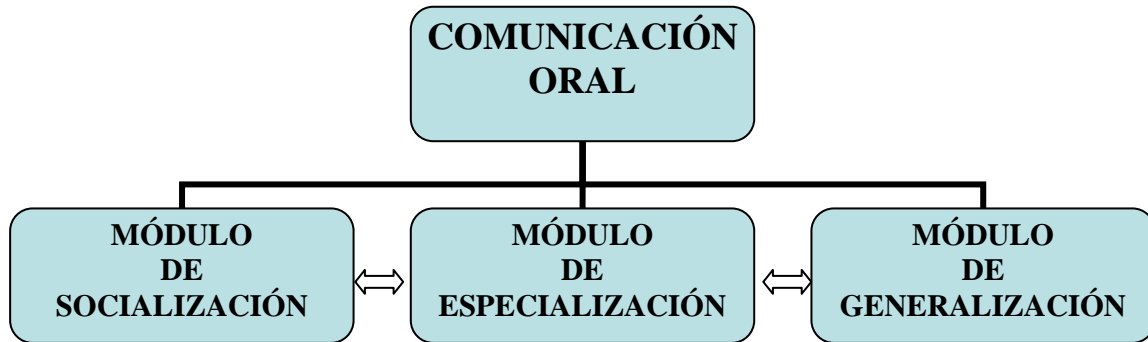 COMUNICACIÓN
ORAL
MÓDULO
DE
SOCIALIZACIÓN
MÓDULO
DE
ESPECIALIZACIÓN
MÓDULO
DE
GENERALIZACIÓN